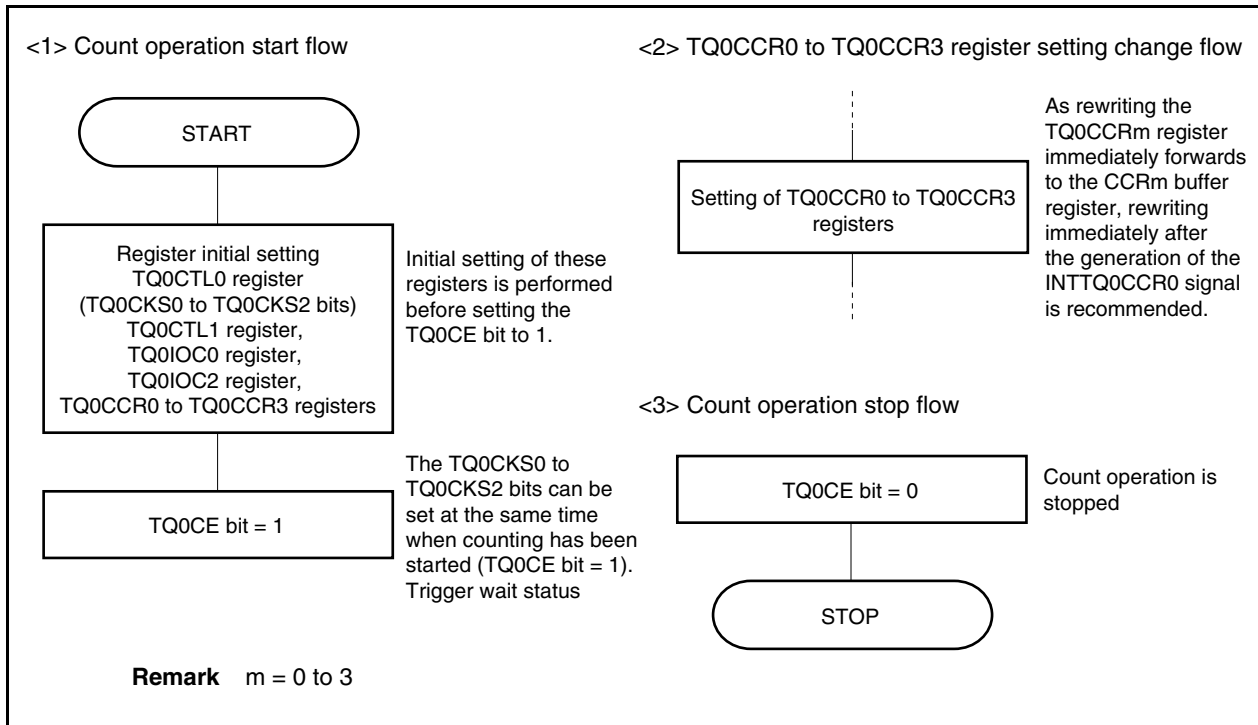 <1> Count operation start flow
START
Register initial setting
TQ0CTL0 register
(TQ0CKS0 to TQ0CKS2 bits)
TQ0CTL1 register,
TQ0IOC0 register,
TQ0IOC2 register,
TQ0CCR0 to TQ0CCR3 registers
Initial setting of these
registers is performed
before setting the
TQ0CE bit to 1.
TQ0CE bit = 1
The TQ0CKS0 to
TQ0CKS2 bits can be
set at the same time
when counting has been
started (TQ0CE bit = 1).
Trigger wait status
<2> TQ0CCR0 to TQ0CCR3 register setting change flow
Setting of TQ0CCR0 to TQ0CCR3
registers
As rewriting the
TQ0CCRm register
immediately forwards
to the CCRm buffer
register, rewriting
immediately after
the generation of the
INTTQ0CCR0 signal
is recommended.
<3> Count operation stop flow
TQ0CE bit = 0
Count operation is
stopped
STOP
Remark m = 0 to 3